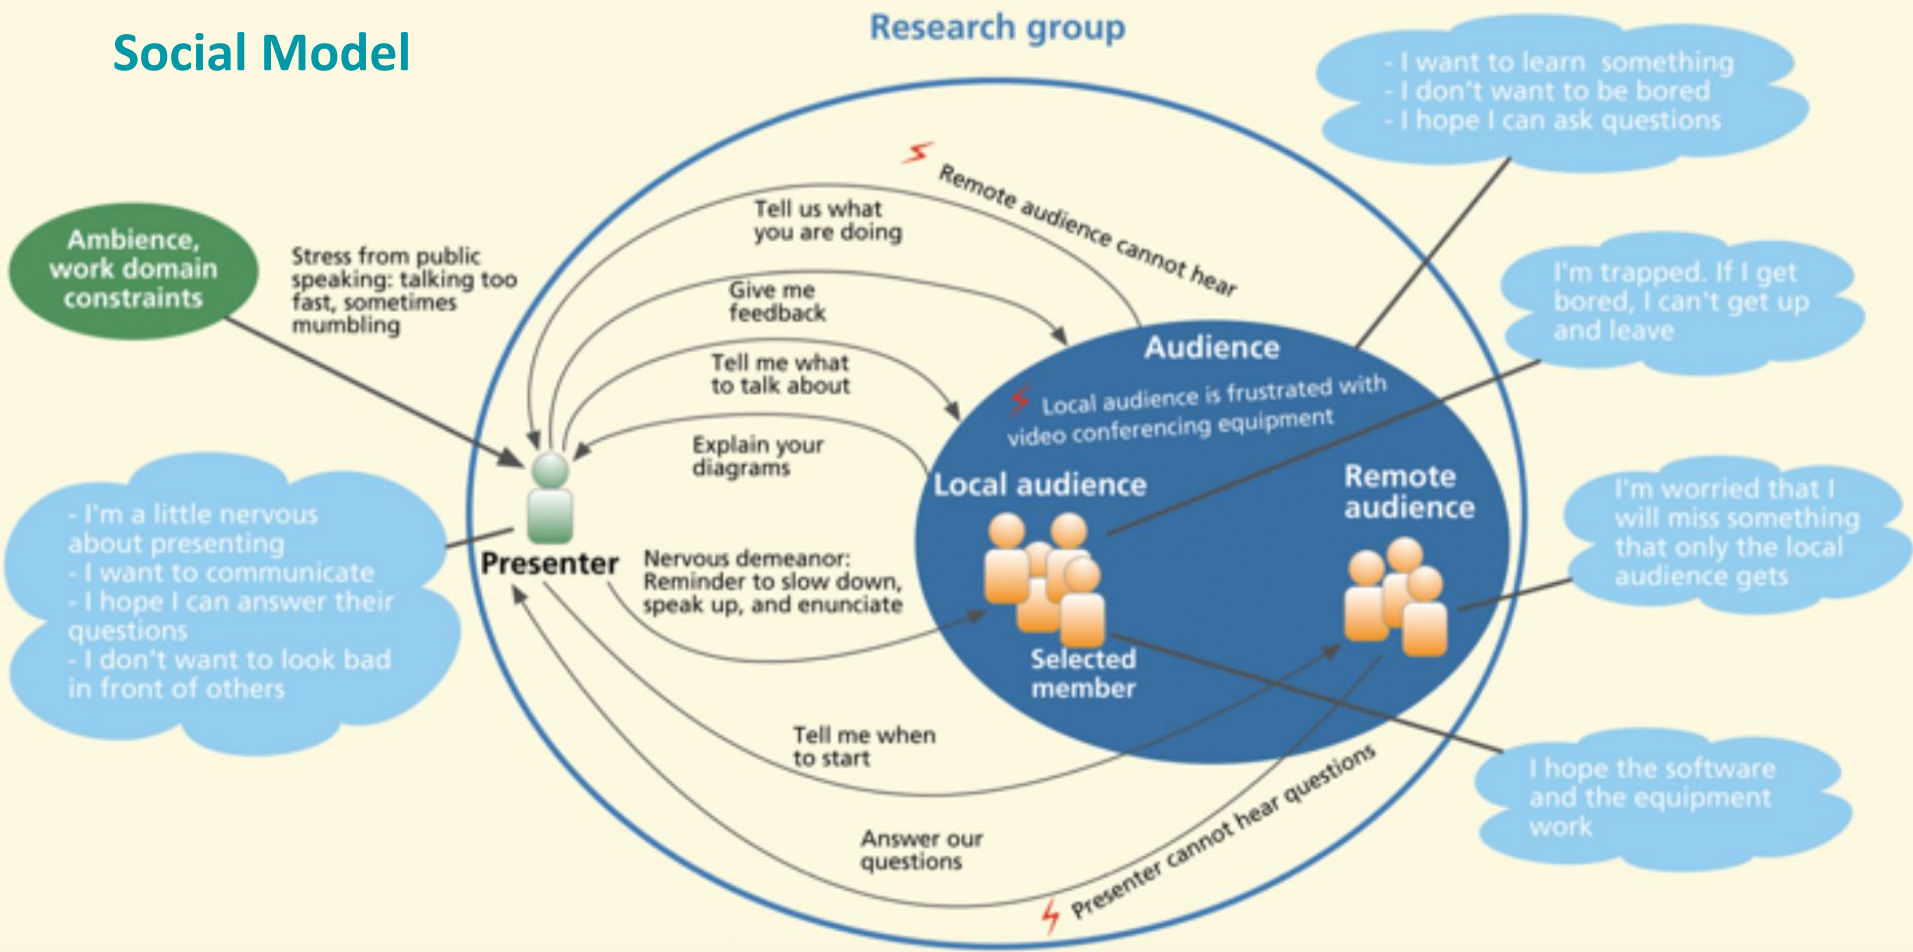 Social Model
Research group
- I want to learn  something
- I don't want to be bored
- I hope I can ask questions
Remote audience cannot hear
Tell us what
you are doing
Ambience,
work domain
constraints
Stress from public
speaking: talking too
fast, sometimes
mumbling
I'm trapped. If I get
bored, I can't get up
and leave
Give me
feedback
Audience
Tell me what
to talk about
Local audience is frustrated with
video conferencing equipment
Explain your
diagrams
Local audience
Remote
audience
I'm worried that I
will miss something
that only the local
audience gets
- I'm a little nervous
about presenting
- I want to communicate
- I hope I can answer their
questions
- I don't want to look bad
in front of others
Presenter
Nervous demeanor:
Reminder to slow down,
speak up, and enunciate
Selected
member
Tell me when
to start
I hope the software
and the equipment
work
Answer our
questions
Presenter cannot hear questions